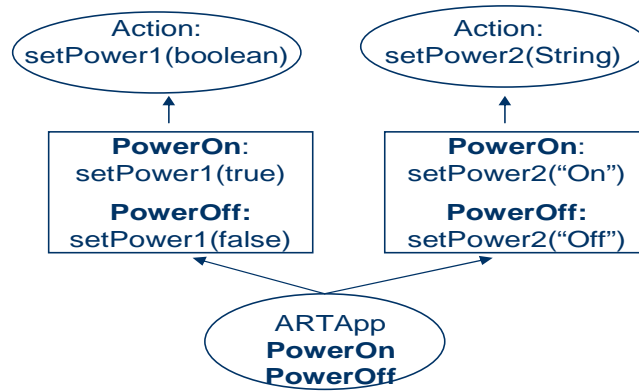 Action:
setPower1(boolean)
Action:
setPower2(String)
PowerOn:
setPower1(true)
PowerOff:
setPower1(false)
PowerOn:
setPower2(“On”)
PowerOff:
setPower2(“Off”)
ARTApp
PowerOn
PowerOff